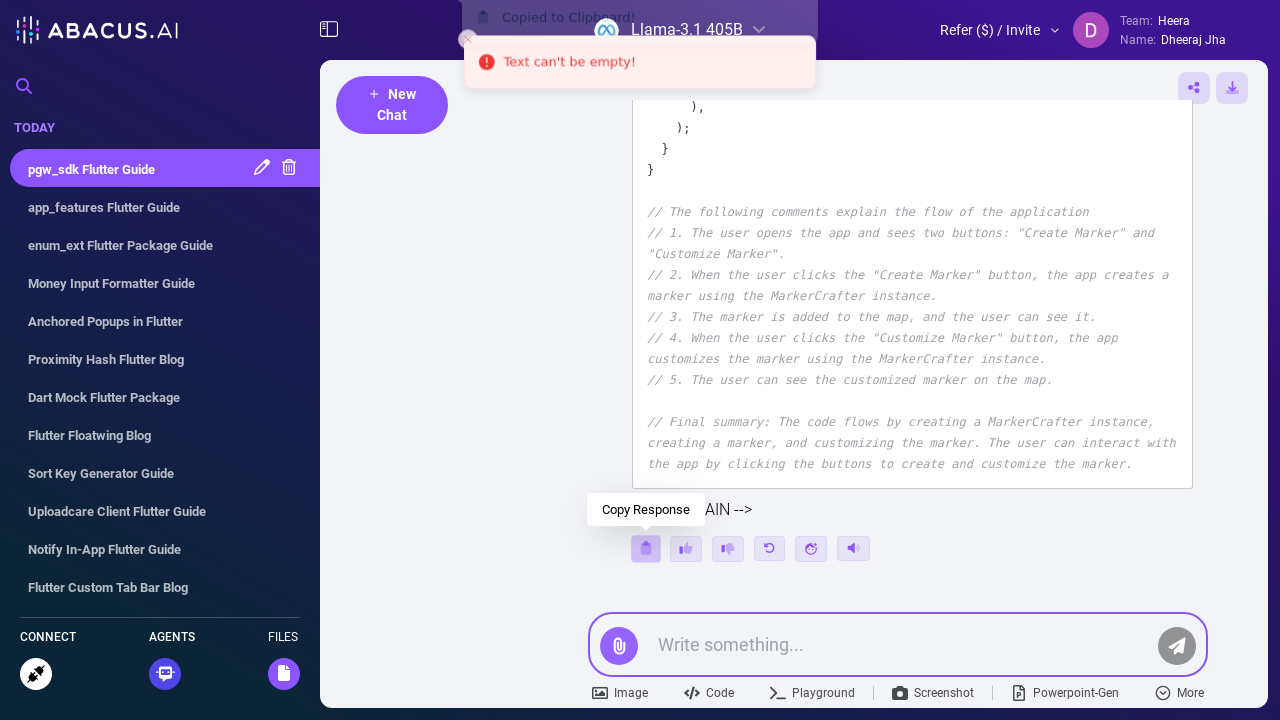 ABACUS.AI
Copied to Clipboard!
Llama-3.1 405B
Text can't be empty!
Refer ($) / Invite
D
Team: Heera
Name: Dheeraj Jha
+ New
Chat
TODAY
pgw_sdk Flutter Guide
app_features Flutter Guide
enum_ext Flutter Package Guide
Money Input Formatter Guide
Anchored Popups in Flutter
Proximity Hash Flutter Blog
Dart Mock Flutter Package
Flutter Floatwing Blog
Sort Key Generator Guide
Uploadcare Client Flutter Guide
Notify In-App Flutter Guide
Flutter Custom Tab Bar Blog
CONNECT
AGENTS
FILES
),
);
}
}
// The following comments explain the flow of the application
// 1. The user opens the app and sees two buttons: "Create Marker" and
"Customize Marker".
// 2. When the user clicks the "Create Marker" button, the app creates a
marker using the MarkerCrafter instance.
// 3. The marker is added to the map, and the user can see it.
// 4. When the user clicks the "Customize Marker" button, the app
customizes the marker using the MarkerCrafter instance.
// 5. The user can see the customized marker on the map.
// Final summary: The code flows by creating a MarkerCrafter instance,
creating a marker, and customizing the marker. The user can interact with
the app by clicking the buttons to create and customize the marker.
Copy Response
AIN -->
Write something...
Image
Code
Playground
Screenshot
Powerpoint-Gen
More